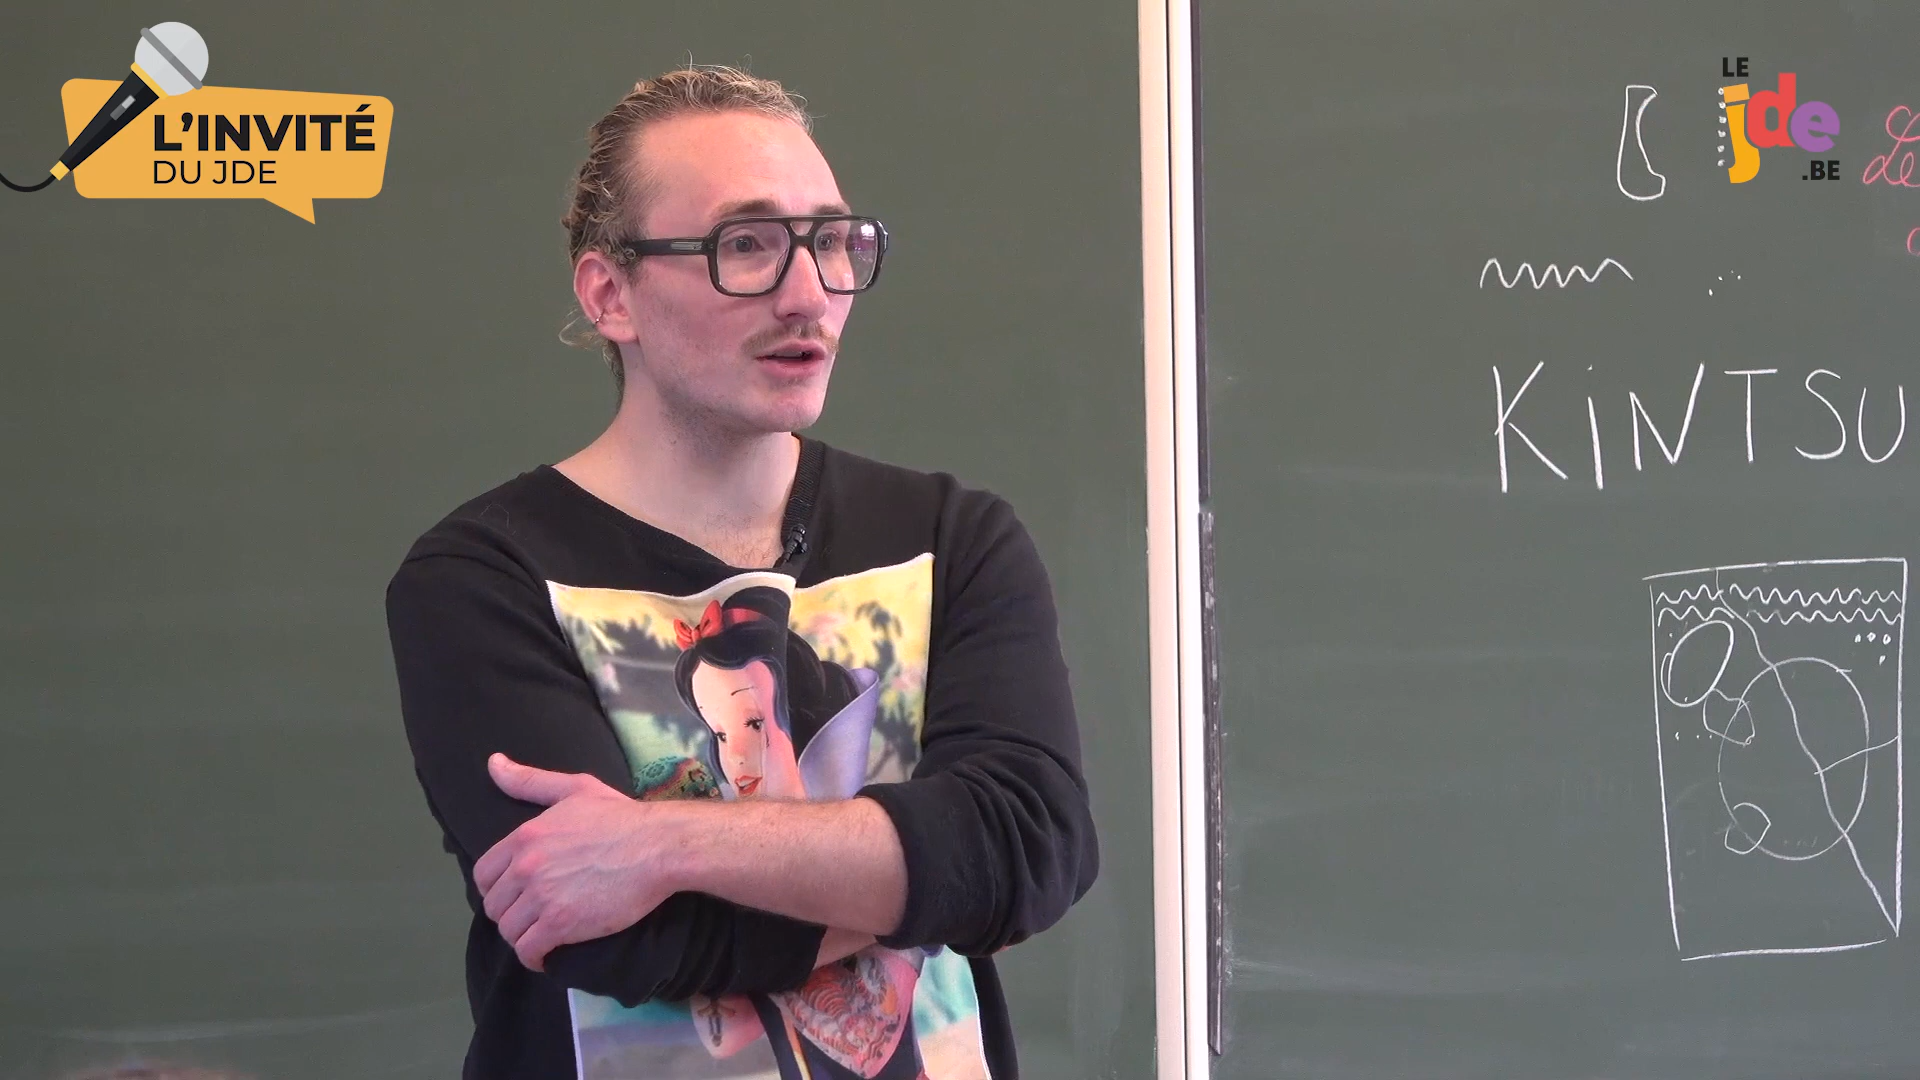 L'INVITÉ
DU JDE
LE
jde
.BE
KiNTSU